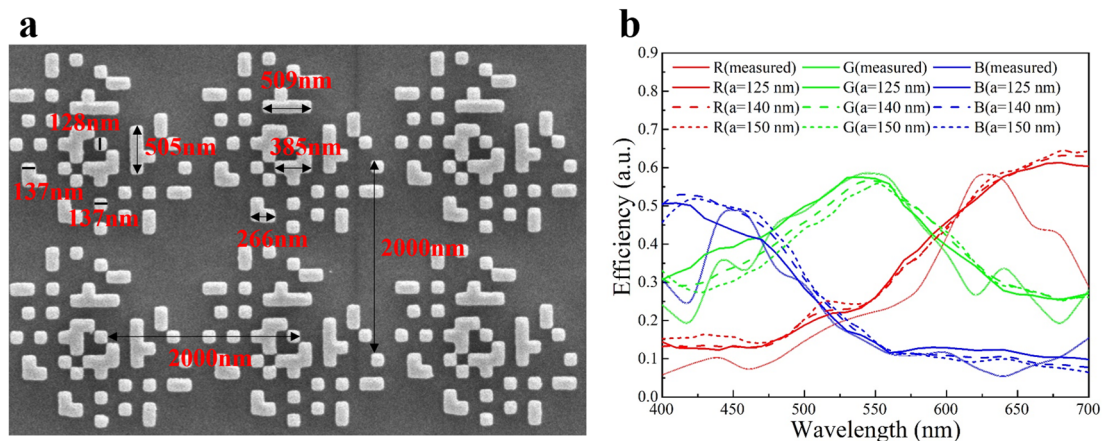 a
509nm
128nm
505nm
385nm
137nm
137nm
266nm
2000nm
2000nm
b
R(measured) G(measured) B(measured)
R(a=125 nm) G(a=125 nm) B(a=125 nm)
R(a=140 nm) G(a=140 nm) B(a=140 nm)
R(a=150 nm) G(a=150 nm) B(a=150 nm)
Efficiency (a.u.)
0.9
0.8
0.7
0.6
0.5
0.4
0.3
0.2
0.1
0.0
400 450 500 550 600 650 700
Wavelength (nm)